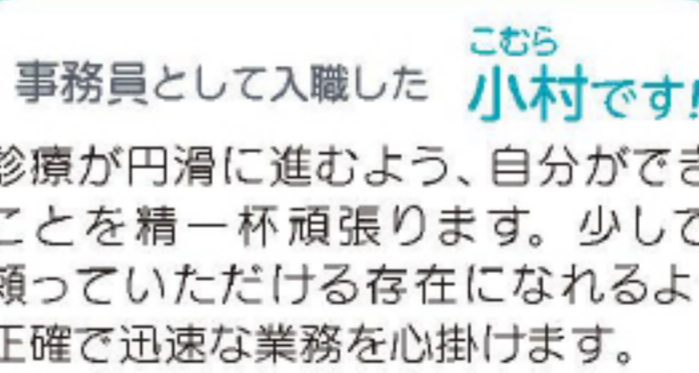 こむら
事務員として入職した 小村です!
診療が円滑に進むよう、自分ができ
ことを精一杯頑張ります。少しで
頼っていただける存在になれるよ
正確で迅速な業務を心掛けます。